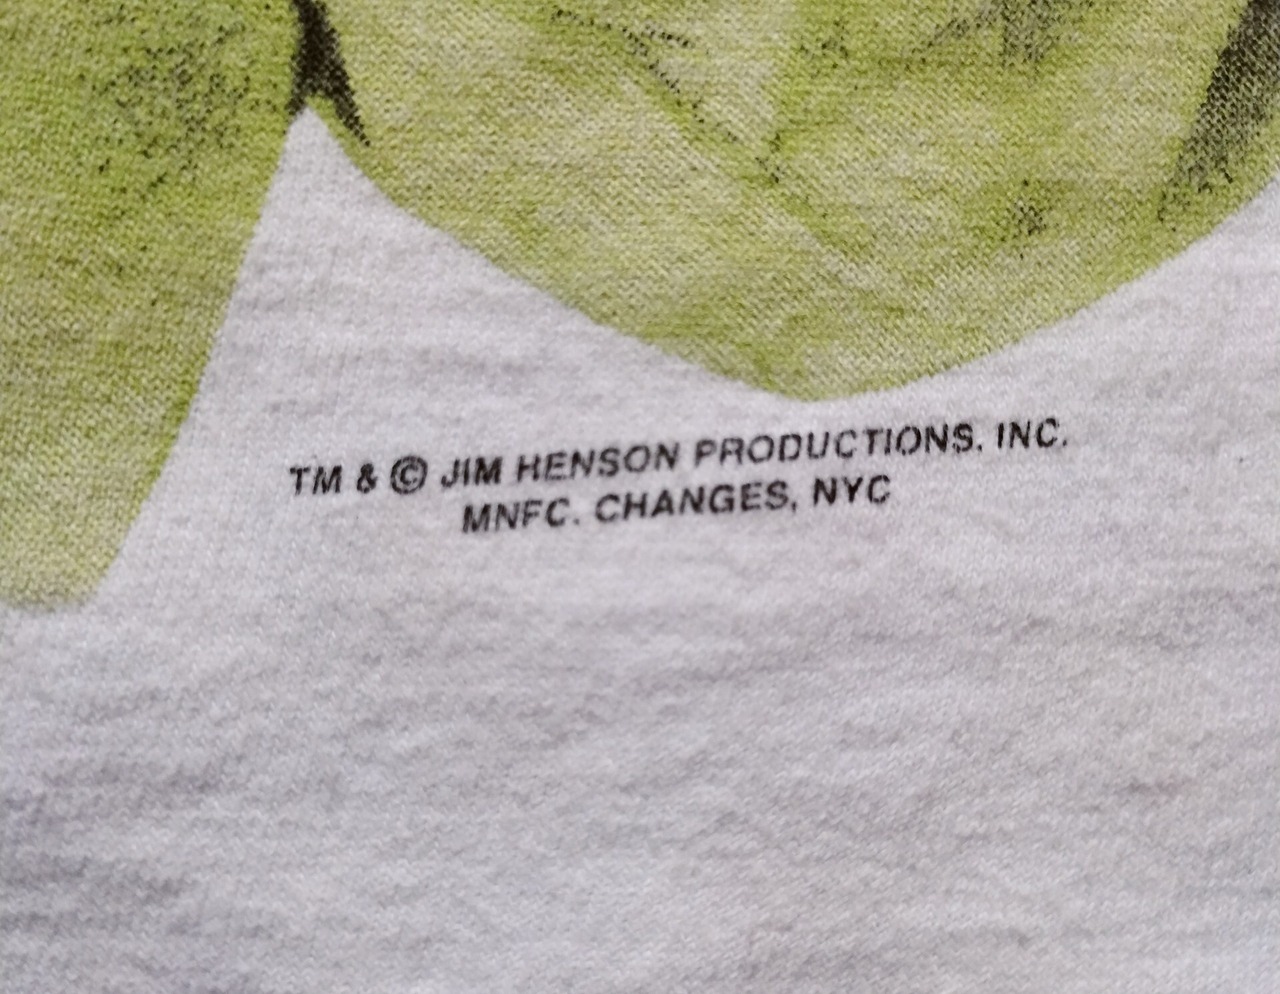 TM & © JIM HENSON PRODUCTIONS. INC.
MNFC. CHANGES, NYC